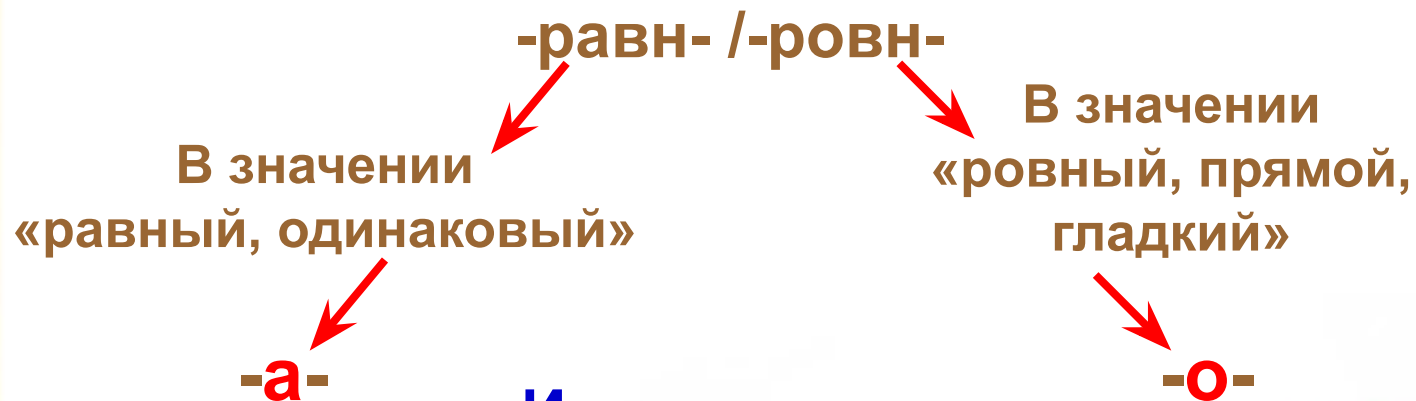 -равн- /-ровн-
В значении
«равный, одинаковый»
В значении
«ровный, прямой,
гладкий»
-а-
-о-